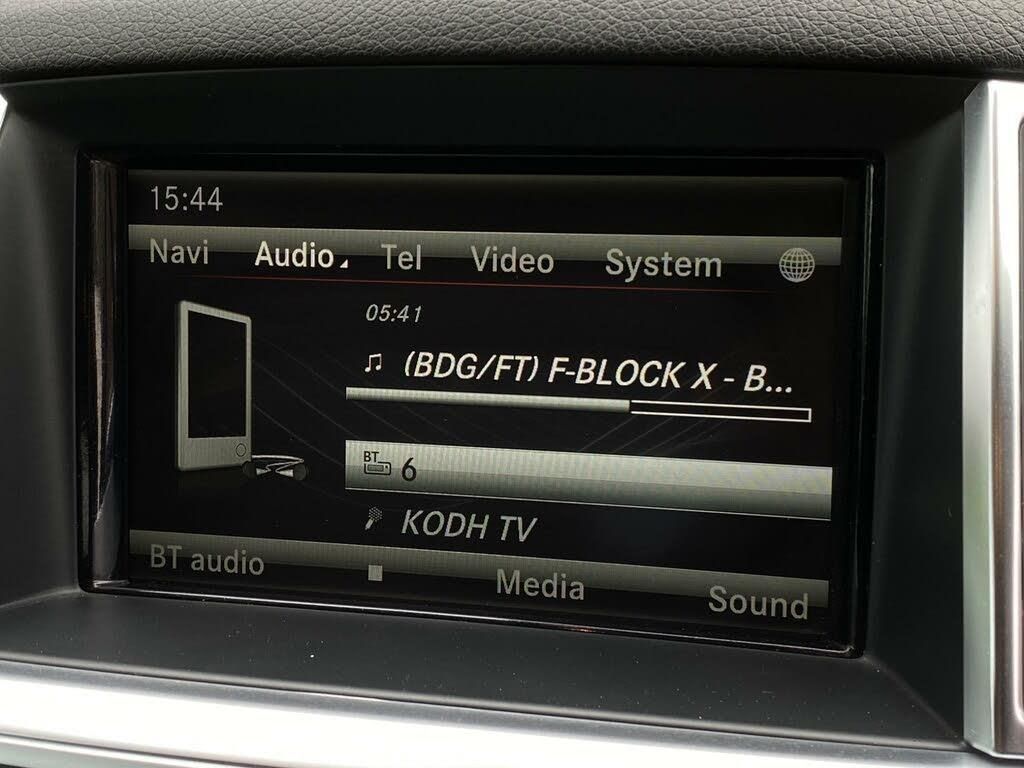 15:44
Navi Audio Tel Video System
05:41
(BDG/FT) F-BLOCK X - B...
BT 6
KODH TV
BT audio Media Sound